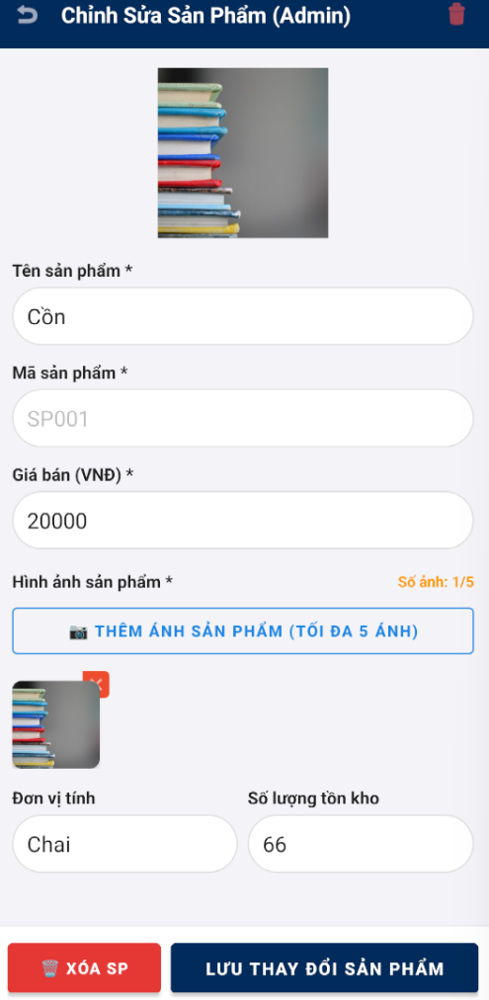 Chỉnh Sửa Sản Phẩm (Admin)
Tên sản phẩm *
Cồn
Mã sản phẩm *
SP001
Giá bán (VNĐ) *
20000
Hình ảnh sản phẩm *
Số ảnh: 1/5
THÊM ẢNH SẢN PHẨM (TỐI ĐA 5 ẢNH)
Đơn vị tính
Số lượng tồn kho
Chai
66
XÓA SP
LƯU THAY ĐỔI SẢN PHẨM